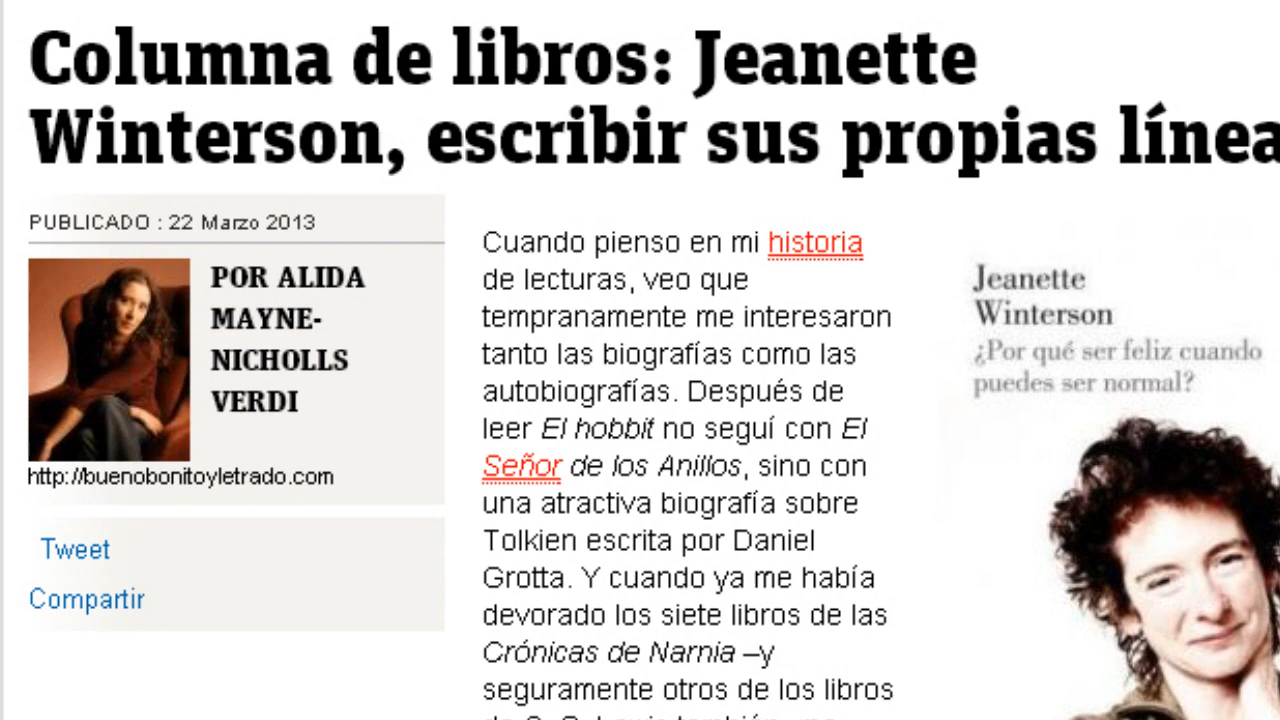 Columna de libros: Jeanette
Winterson, escribir sus propias línea
PUBLICADO : 22 Marzo 2013
POR ALIDA
MAYNE-
NICHOLLS
VERDI
http://buenobonitoyletrado.com
Tweet
Compartir
Cuando pienso en mi historia
de lecturas, veo que
tempranamente me interesaron
tanto las biografías como las
autobiografías. Después de
leer El hobbit no seguí con El
Señor de los Anillos, sino con
una atractiva biografía sobre
Tolkien escrita por Daniel
Grotta. Y cuando ya me había
devorado los siete libros de las
Crónicas de Narnia –y
seguramente otros de los libros
Jeanette
Winterson
¿Por qué ser feliz cuando
puedes ser normal?